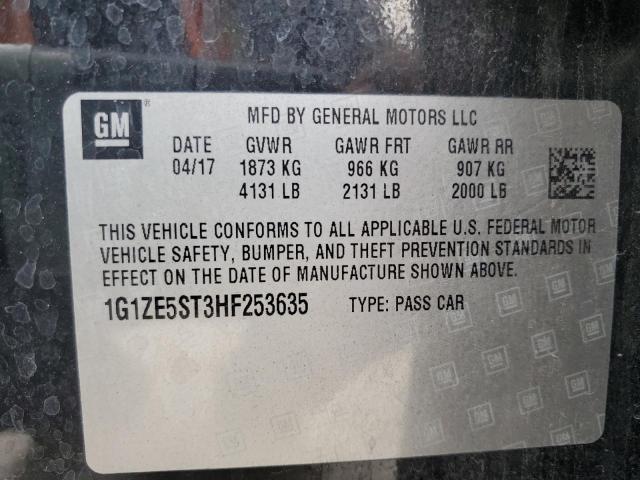 GM ®
MFD BY GENERAL MOTORS LLC
DATE GVWR GAWR FRT GAWR RR
04/17 1873 KG 966 KG 907 KG
4131 LB 2131 LB 2000 LB
THIS VEHICLE CONFORMS TO ALL APPLICABLE U.S. FEDERAL MOTOR
VEHICLE SAFETY, BUMPER, AND THEFT PREVENTION STANDARDS IN
EFFECT ON THE DATE OF MANUFACTURE SHOWN ABOVE.
1G1ZE5ST3HF253635 TYPE: PASS CAR